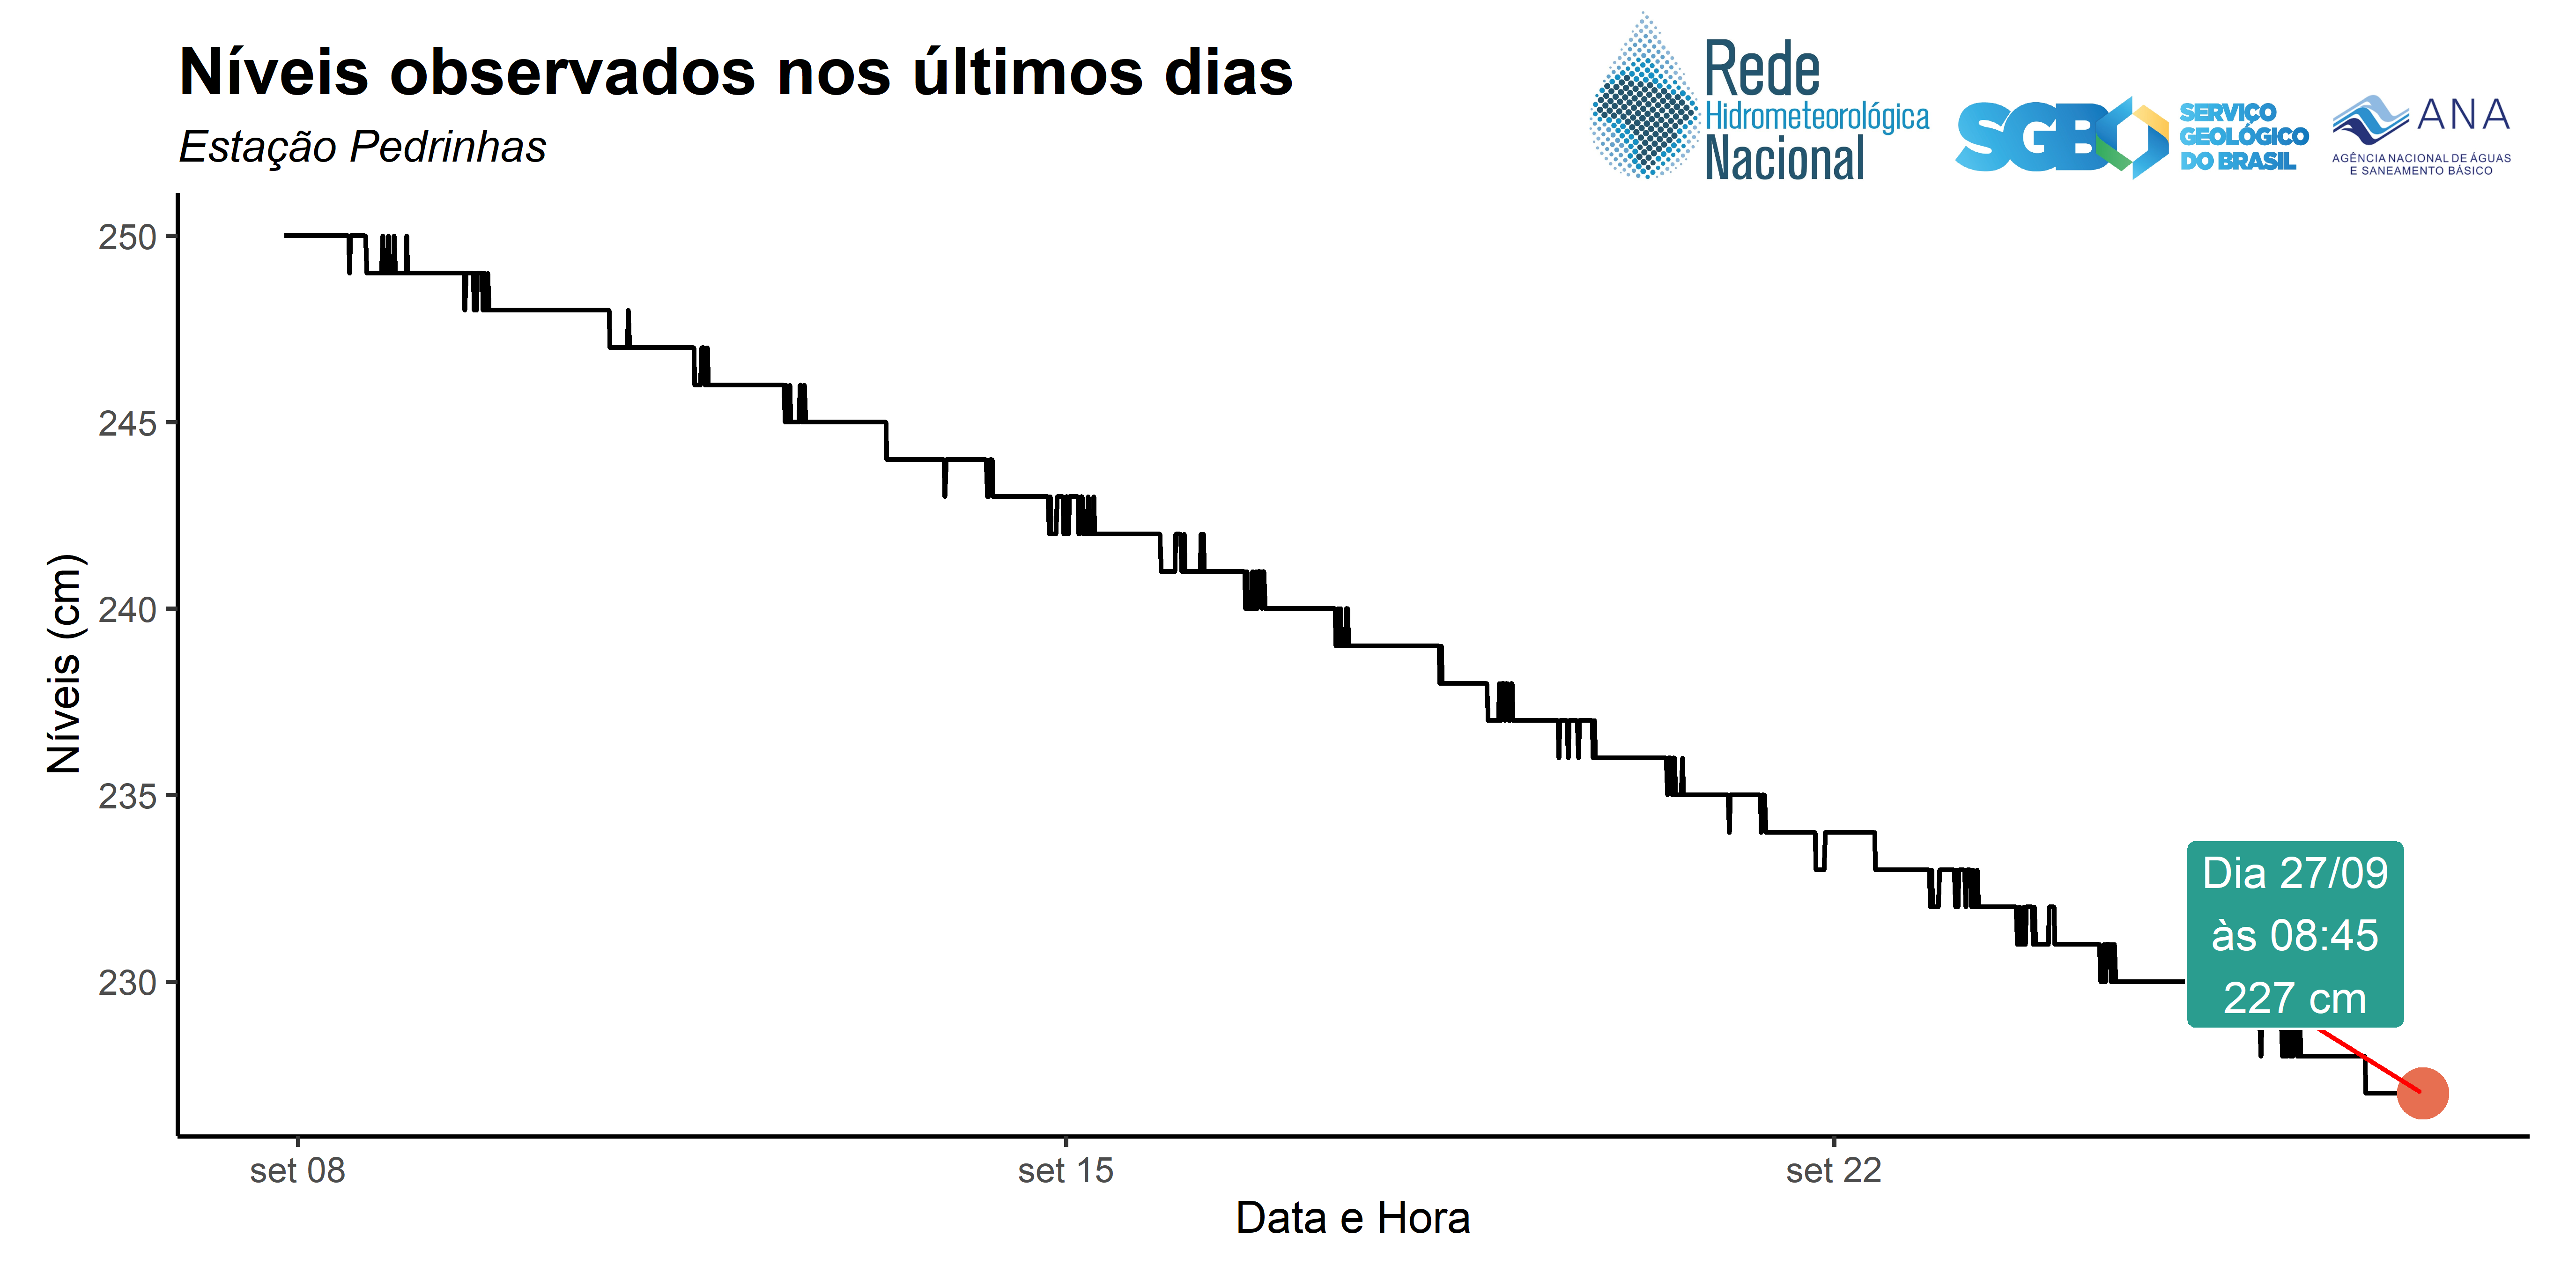 Níveis observados nos últimos dias
Estação Pedrinhas
Rede
Hidrometeorológica
Nacional
SGB
SERVIÇO
GEOLÓGICO
DO BRASIL
ANA
AGÊNCIA NACIONAL DE ÁGUAS
E SANEAMENTO BÁSICO
Níveis (cm)
250
245
240
235
230
Dia 27/09
às 08:45
227 cm
set 08
set 15
set 22
Data e Hora